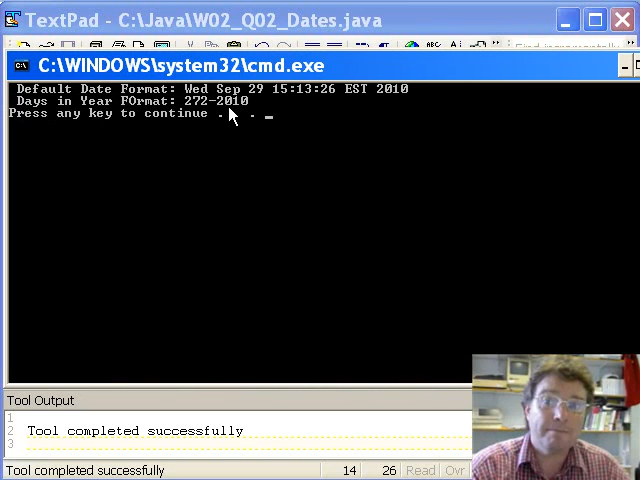 TextPad - C:\Java\W02_Q02_Dates.java
Find incrementally
C:\WINDOWS\system32\cmd.exe
Default Date Format: Wed Sep 29 15:13:26 EST 2010
Days in Year FOrmat: 272-2010
Press any key to continue . . . _
Tool Output
1
2 Tool completed successfully
3
Tool completed successfully 14 26 Read Ovr